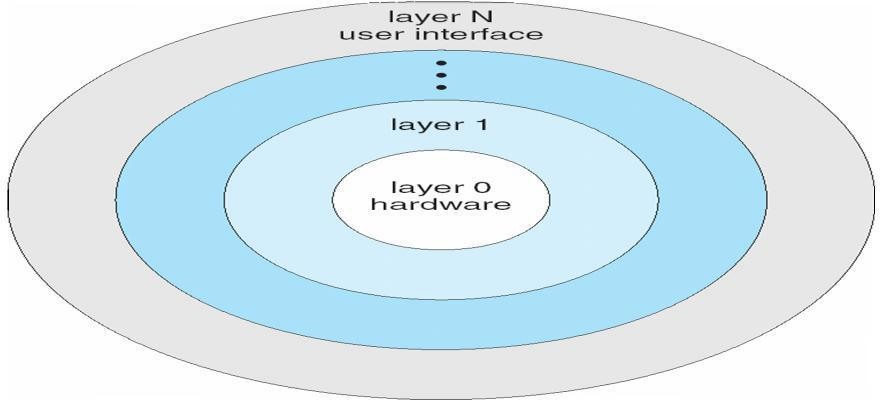 layer N
user interface
layer 1
layer 0
hardware